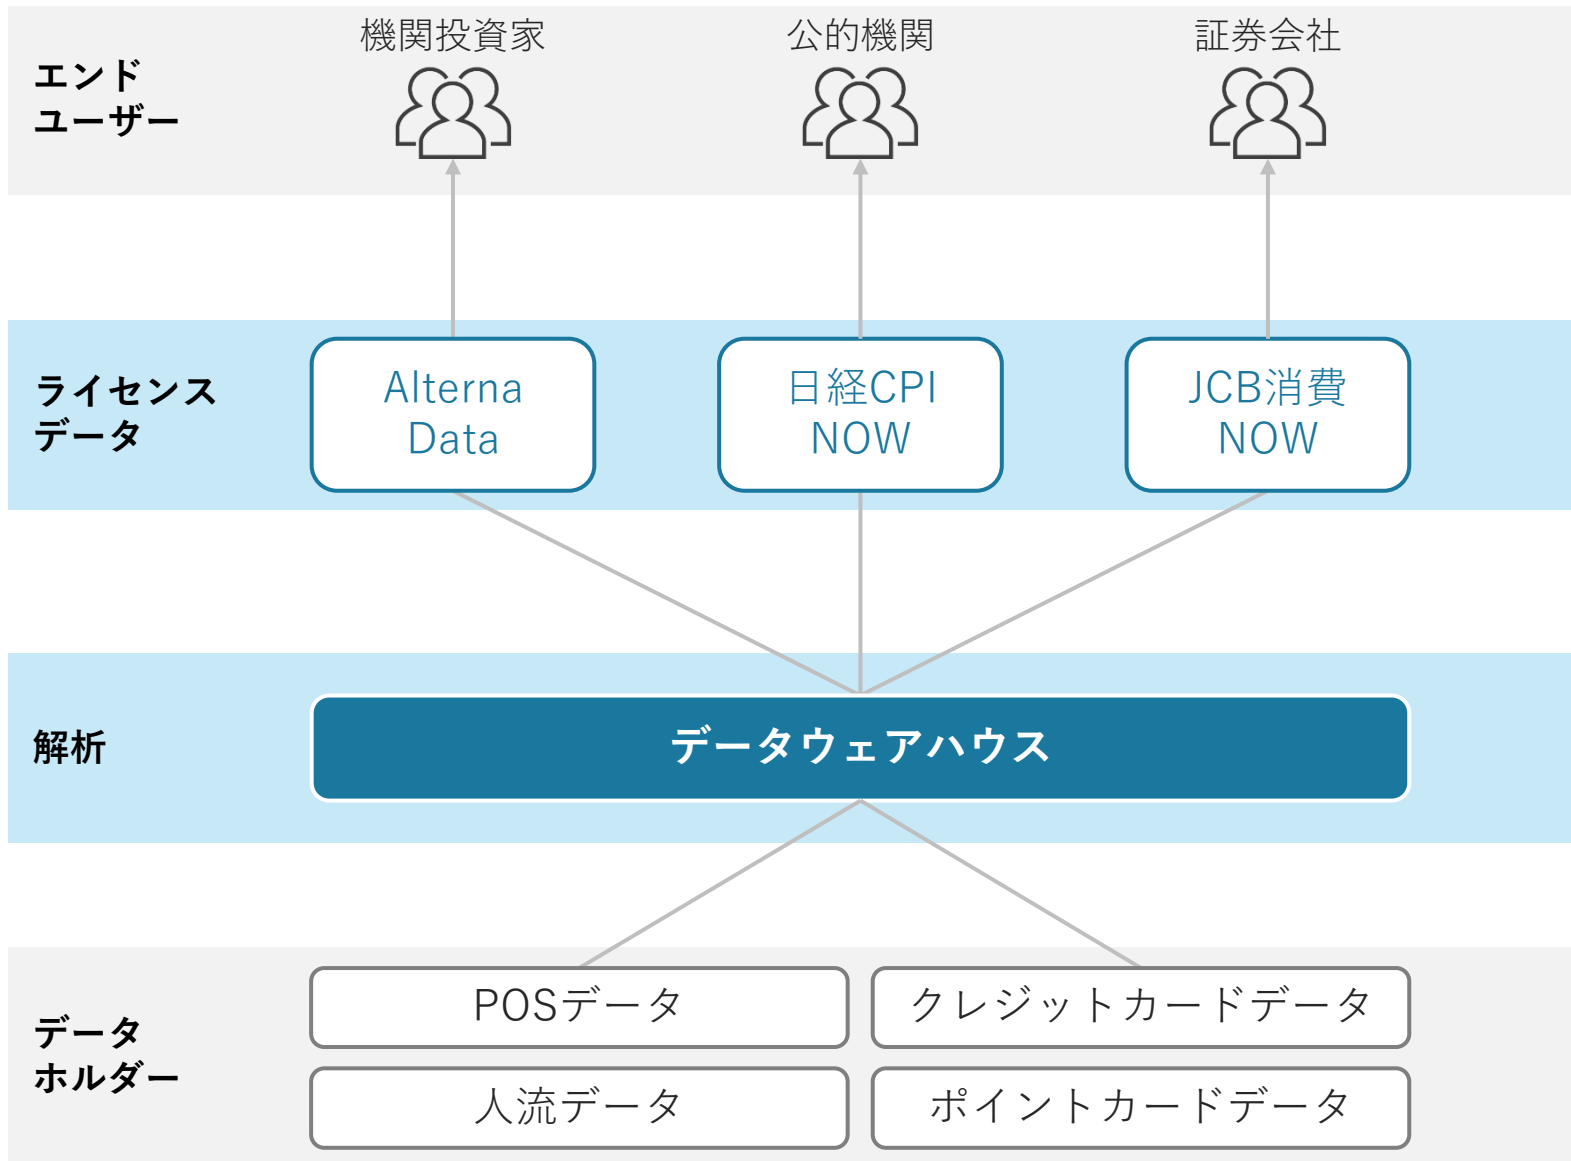 機関投資家
公的機関
証券会社
エンド
ユーザー
ライセンス
データ
Alterna
Data
日経CPI
NOW
JCB消費
NOW
解析
データウェアハウス
データ
ホルダー
POSデータ
クレジットカードデータ
人流データ
ポイントカードデータ